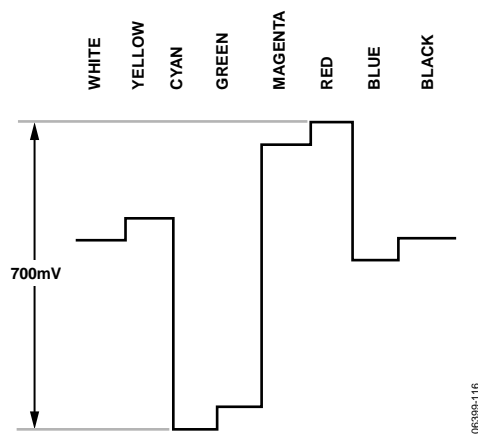 WHITE
YELLOW
CYAN
GREEN
MAGENTA
RED
BLUE
BLACK
700mV
06399-116